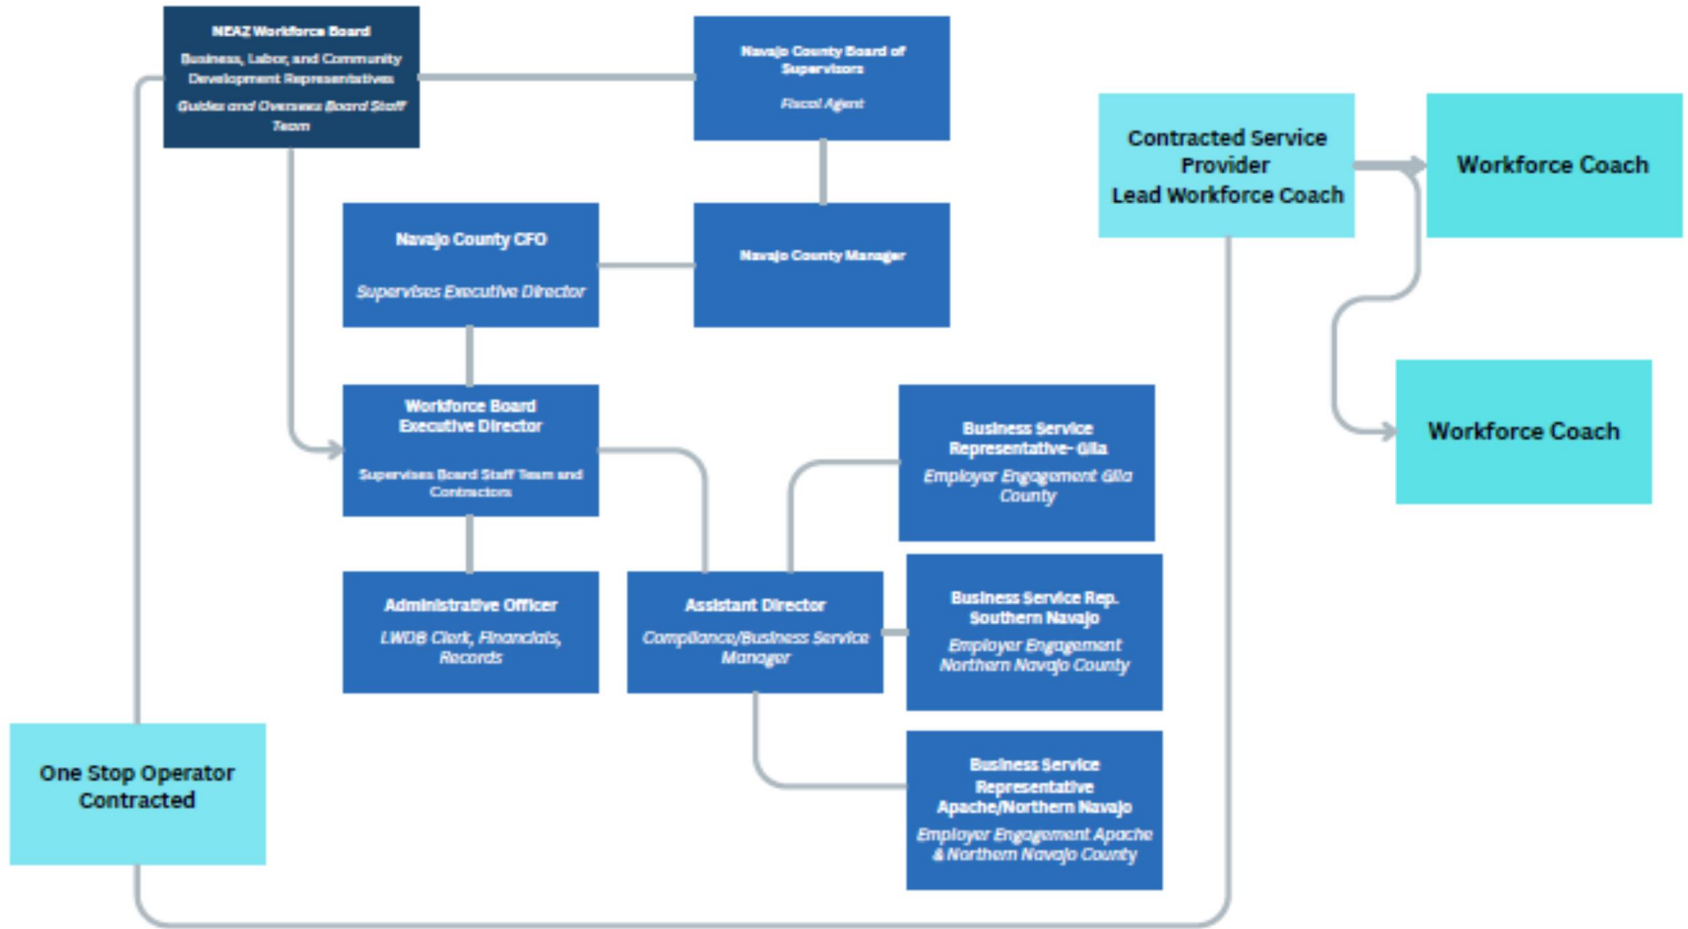 NEAZ Workforce Board
Business, Labor, and Community
Development Representatives
Guides and Oversees Board Staff
Team
Navajo County Board of
Supervisors
Fiscal Agent
Contracted Service
Provider
Lead Workforce Coach
Workforce Coach
Navajo County CFO
Supervises Executive Director
Navajo County Manager
Workforce Board
Executive Director
Supervises Board Staff Team and
Contractors
Business Service
Representative- Gila
Employer Engagement Gila
County
Workforce Coach
Administrative Officer
LWDB Clerk, Financials,
Records
Assistant Director
Compliance/Business Service
Manager
Business Service Rep.
Southern Navajo
Employer Engagement
Northern Navajo County
One Stop Operator
Contracted
Business Service
Representative
Apache/Northern Navajo
Employer Engagement Apache
& Northern Navajo County